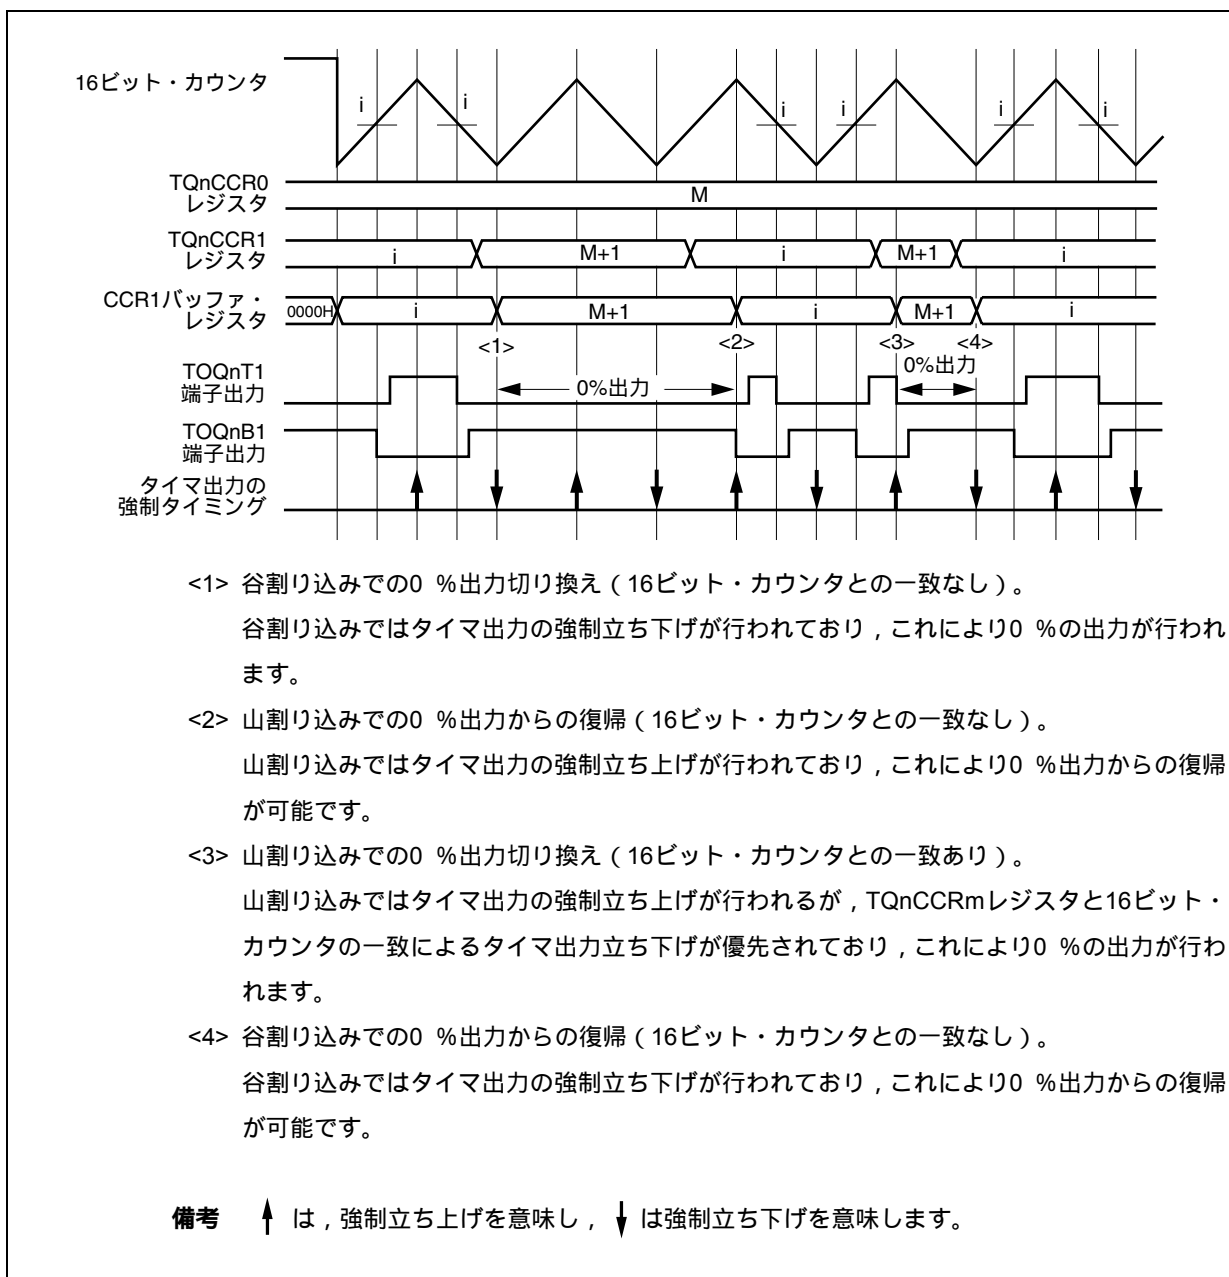 16ビット・カウンタ
i i i i i i
TQnCCR0
レジスタ
M
TQnCCR1
レジスタ
i M+1 i M+1 i
CCR1バッファ・
レジスタ
0000H i M+1 i M+1 i
<1> <2> <3> <4>
TOQnT1
端子出力
0%出力 0%出力
TOQnB1
端子出力
タイマ出力の
強制タイミング
<1> 谷割り込みでの0 %出力切り換え(16ビット・カウンタとの一致なし)。
谷割り込みではタイマ出力の強制立ち下げが行われており,これにより0 %の出力が行われ
ます。
<2> 山割り込みでの0 %出力からの復帰(16ビット・カウンタとの一致なし)。
山割り込みではタイマ出力の強制立ち上げが行われており,これにより0 %出力からの復帰
が可能です。
<3> 山割り込みでの0 %出力切り換え(16ビット・カウンタとの一致あり)。
山割り込みではタイマ出力の強制立ち上げが行われるが,TQnCCRmレジスタと16ビット・
カウンタの一致によるタイマ出力立ち下げが優先されており,これにより0 %の出力が行わ
れます。
<4> 谷割り込みでの0 %出力からの復帰(16ビット・カウンタとの一致なし)。
谷割り込みではタイマ出力の強制立ち下げが行われており,これにより0 %出力からの復帰
が可能です。
備考 ↑ は,強制立ち上げを意味し, ↓ は強制立ち下げを意味します。